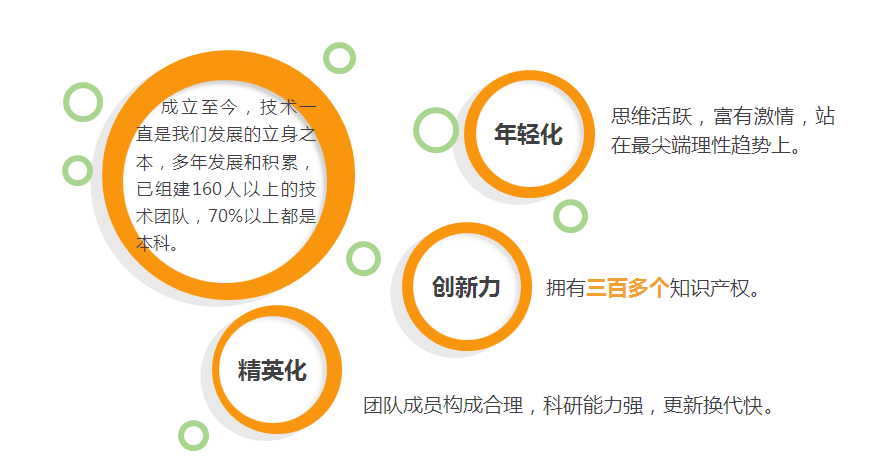 成立至今，技术一
直是我们发展的立身之
本，多年发展和积累，
已组建160人以上的技
术团队，70%以上都是
本科。
年轻化
思维活跃，富有激情，站
在最尖端理性趋势上。
创新力
拥有三百多个知识产权。
精英化
团队成员构成合理，科研能力强，更新换代快。